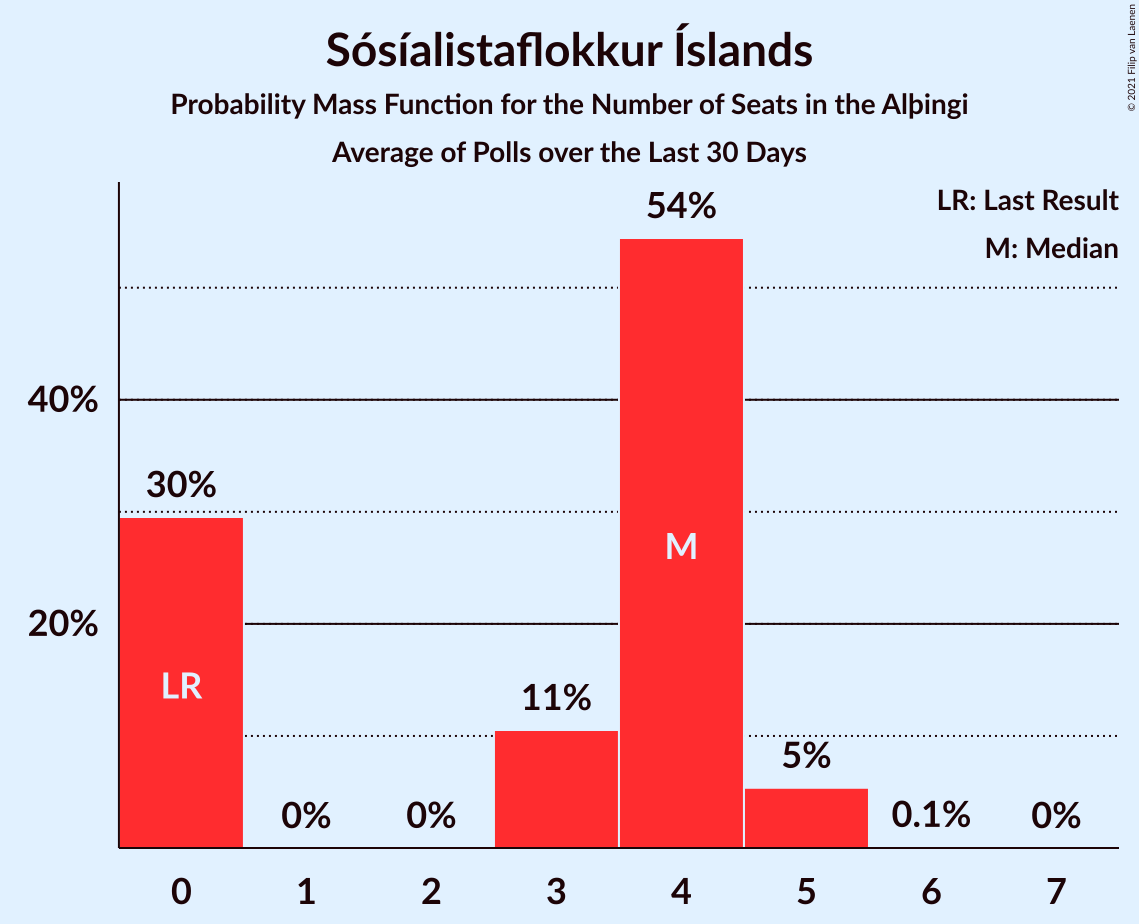 Sósíalistaflokkur Íslands
Probability Mass Function for the Number of Seats in the Alþingi
Average of Polls over the Last 30 Days
© 2021 Filip van Laenen
LR: Last Result
M: Median
54%
40%
30%
M
20%
LR
11%
5%
0%
0%
0.1%
0%
0 1 2 3 4 5 6 7